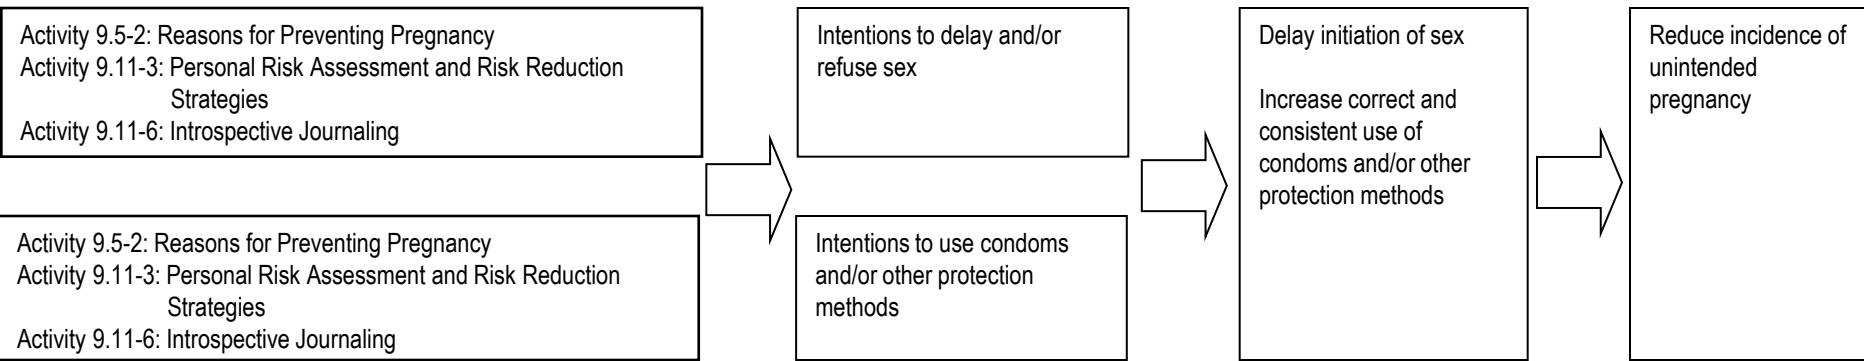 Activity 9.5-2: Reasons for Preventing Pregnancy
Activity 9.11-3: Personal Risk Assessment and Risk Reduction
Strategies
Activity 9.11-6: Introspective Journaling
Activity 9.5-2: Reasons for Preventing Pregnancy
Activity 9.11-3: Personal Risk Assessment and Risk Reduction
Strategies
Activity 9.11-6: Introspective Journaling
Intentions to delay and/or
refuse sex
Intentions to use condoms
and/or other protection
methods
Delay initiation of sex
Increase correct and
consistent use of
condoms and/or other
protection methods
Reduce incidence of
unintended
pregnancy